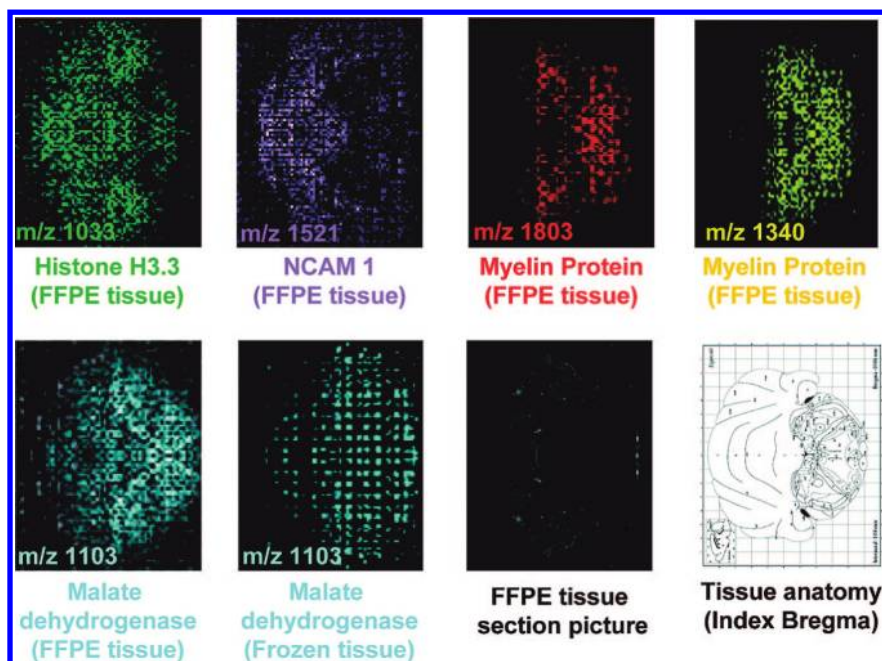 m/z 1033
m/z 1521
m/z 1803
m/z 1340
Histone H3.3
(FFPE tissue)
NCAM 1
(FFPE tissue)
Myelin Protein
(FFPE tissue)
Myelin Protein
(FFPE tissue)
m/z 1103
m/z 1103
Malate
dehydrogenase
(FFPE tissue)
Malate
dehydrogenase
(Frozen tissue)
FFPE tissue
section picture
Tissue anatomy
(Index Bregma)